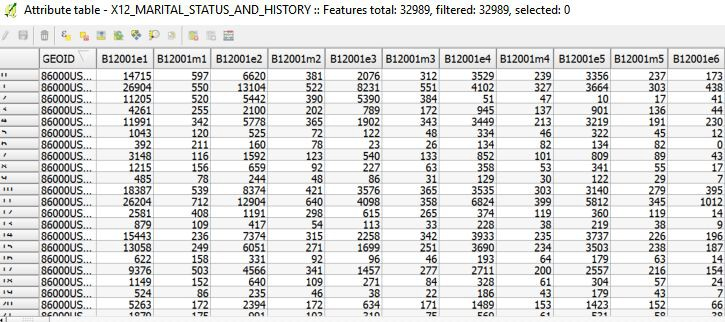 Attribute table - X12_MARITAL_STATUS_AND_HISTORY :: Features total: 32989, filtered: 32989, selected: 0
GEOID B12001e1 B12001m1 B12001e2 B12001m2 B12001e3 B12001m3 B12001e4 B12001m4 B12001e5 B12001m5 B12001e6
86000US... 14715 597 6620 381 2076 312 3529 239 3356 237 173
86000US... 26904 550 13104 522 8231 551 4102 327 3664 303 438
86000US... 11205 520 5442 390 5390 384 51 47 10 17 41
86000US... 4261 255 2100 202 789 172 945 137 901 136 44
86000US... 11991 342 5778 365 1902 343 3449 213 3219 191 230
86000US... 1043 120 525 72 122 48 334 46 322 45 12
86000US... 392 211 160 78 23 26 134 82 134 82 0
86000US... 3148 116 1592 123 540 133 852 101 809 89 43
86000US... 1215 156 659 92 227 63 358 53 341 55 17
86000US... 485 78 244 48 86 31 129 30 122 29 7
10 86000US... 18387 539 8374 421 3576 365 3535 303 3140 279 395
11 86000US... 26204 712 12904 640 4098 358 6824 399 5812 345 1012
12 86000US... 2581 408 1191 298 615 265 374 119 360 119 14
13 86000US... 879 109 417 54 113 33 228 38 219 38 9
14 86000US... 15443 236 7374 315 2258 242 3933 235 3737 226 196
15 86000US... 13058 249 6051 271 1699 251 3690 234 3503 238 187
16 86000US... 622 158 331 92 92 96 46 193 64 179 63 14
17 86000US... 9376 503 4566 341 1457 277 2711 200 2557 216 154
18 86000US... 1149 152 640 109 271 84 328 61 304 57 24
19 86000US... 524 86 235 46 38 22 186 43 179 43 7
20 86000US... 5263 172 2394 172 634 171 1489 153 1423 152 66